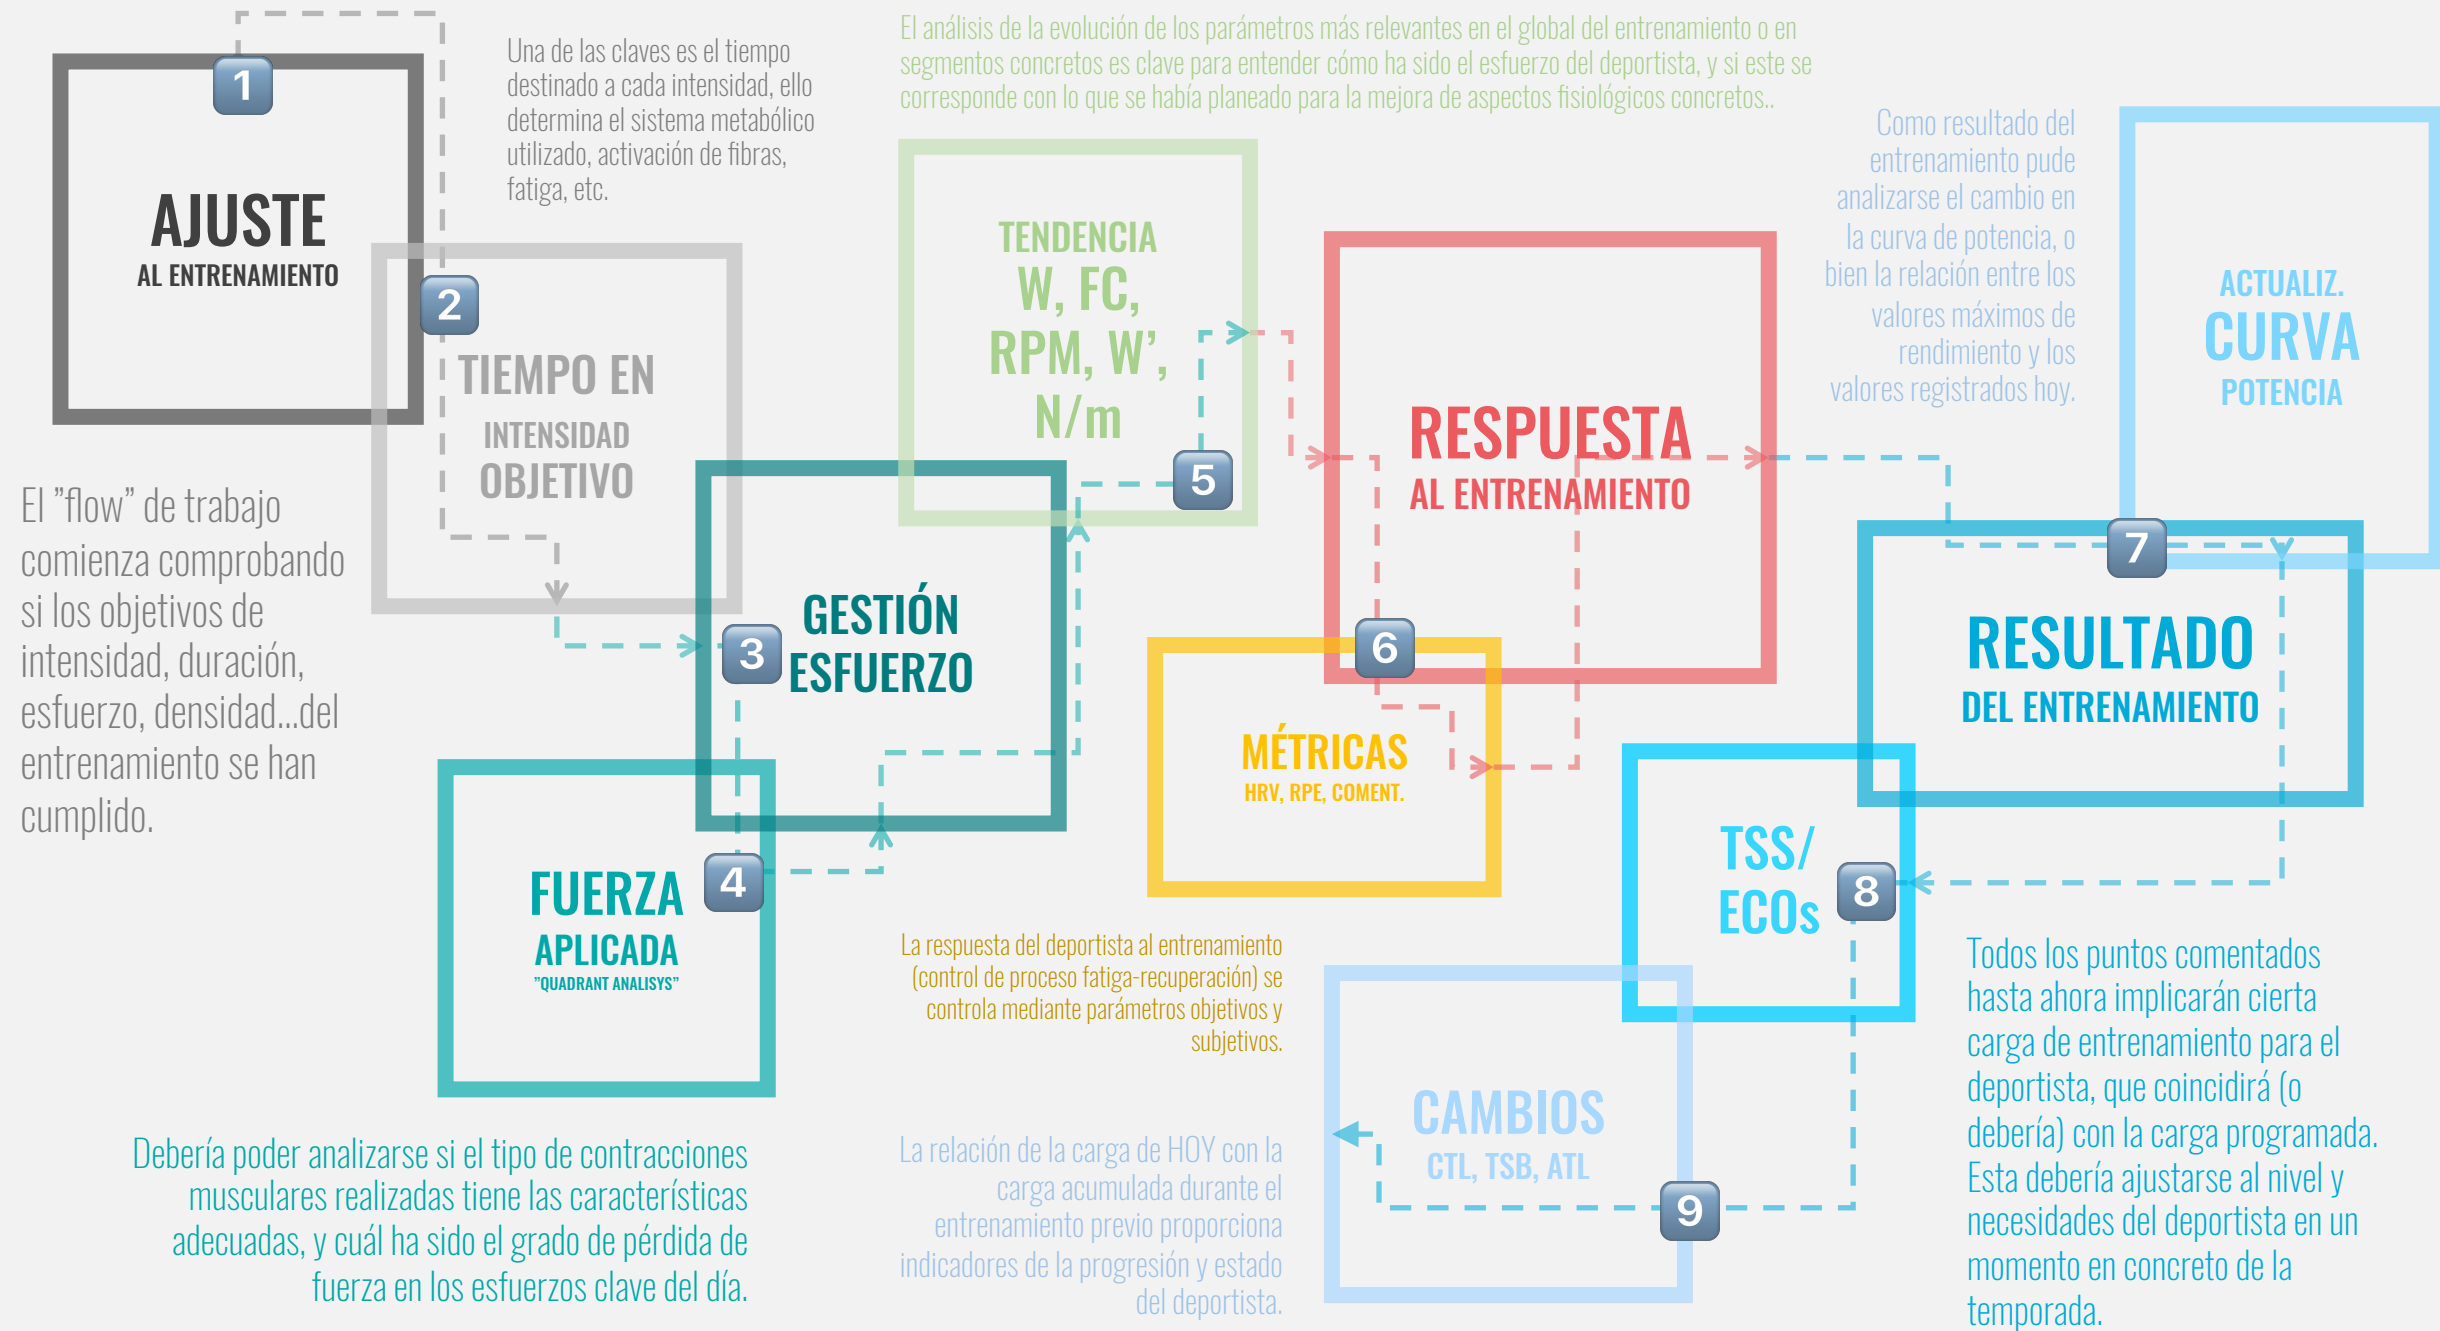 1
AJUSTE
AL ENTRENAMIENTO
El ”flow” de trabajo
comienza comprobando
si los objetivos de
intensidad, duración,
esfuerzo, densidad...del
entrenamiento se han
cumplido.
Una de las claves es el tiempo
destinado a cada intensidad, ello
determina el sistema metabólico
utilizado, activación de fibras,
fatiga, etc.
2
TIEMPO EN
INTENSIDAD
OBJETIVO
3
GESTIÓN
ESFUERZO
4
FUERZA
APLICADA
”QUADRANT ANALISYS”
Debería poder analizarse si el tipo de contracciones
musculares realizadas tiene las características
adecuadas, y cuál ha sido el grado de pérdida de
fuerza en los esfuerzos clave del día.
El análisis de la evolución de los parámetros más relevantes en el global del entrenamiento o en
segmentos concretos es clave para entender cómo ha sido el esfuerzo del deportista, y si este se
corresponde con lo que se había planeado para la mejora de aspectos fisiológicos concretos..
TENDENCIA
W, FC,
RPM, W’,
N/m
5
RESPUESTA
AL ENTRENAMIENTO
6
MÉTRICAS
HRV, RPE, COMENT.
La respuesta del deportista al entrenamiento
(control de proceso fatiga-recuperación) se
controla mediante parámetros objetivos y
subjetivos.
Como resultado del
entrenamiento pude
analizarse el cambio en
la curva de potencia, o
bien la relación entre los
valores máximos de
rendimiento y los
valores registrados hoy.
ACTUALIZ.
CURVA
POTENCIA
7
RESULTADO
DEL ENTRENAMIENTO
TSS/
ECOs
8
Todos los puntos comentados
hasta ahora implicarán cierta
carga de entrenamiento para el
deportista, que coincidirá (o
debería) con la carga programada.
Esta debería ajustarse al nivel y
necesidades del deportista en un
momento en concreto de la
temporada.
CAMBIOS
CTL, TSB, ATL
9
La relación de la carga de HOY con la
carga acumulada durante el
entrenamiento previo proporciona
indicadores de la progresión y estado
del deportista.